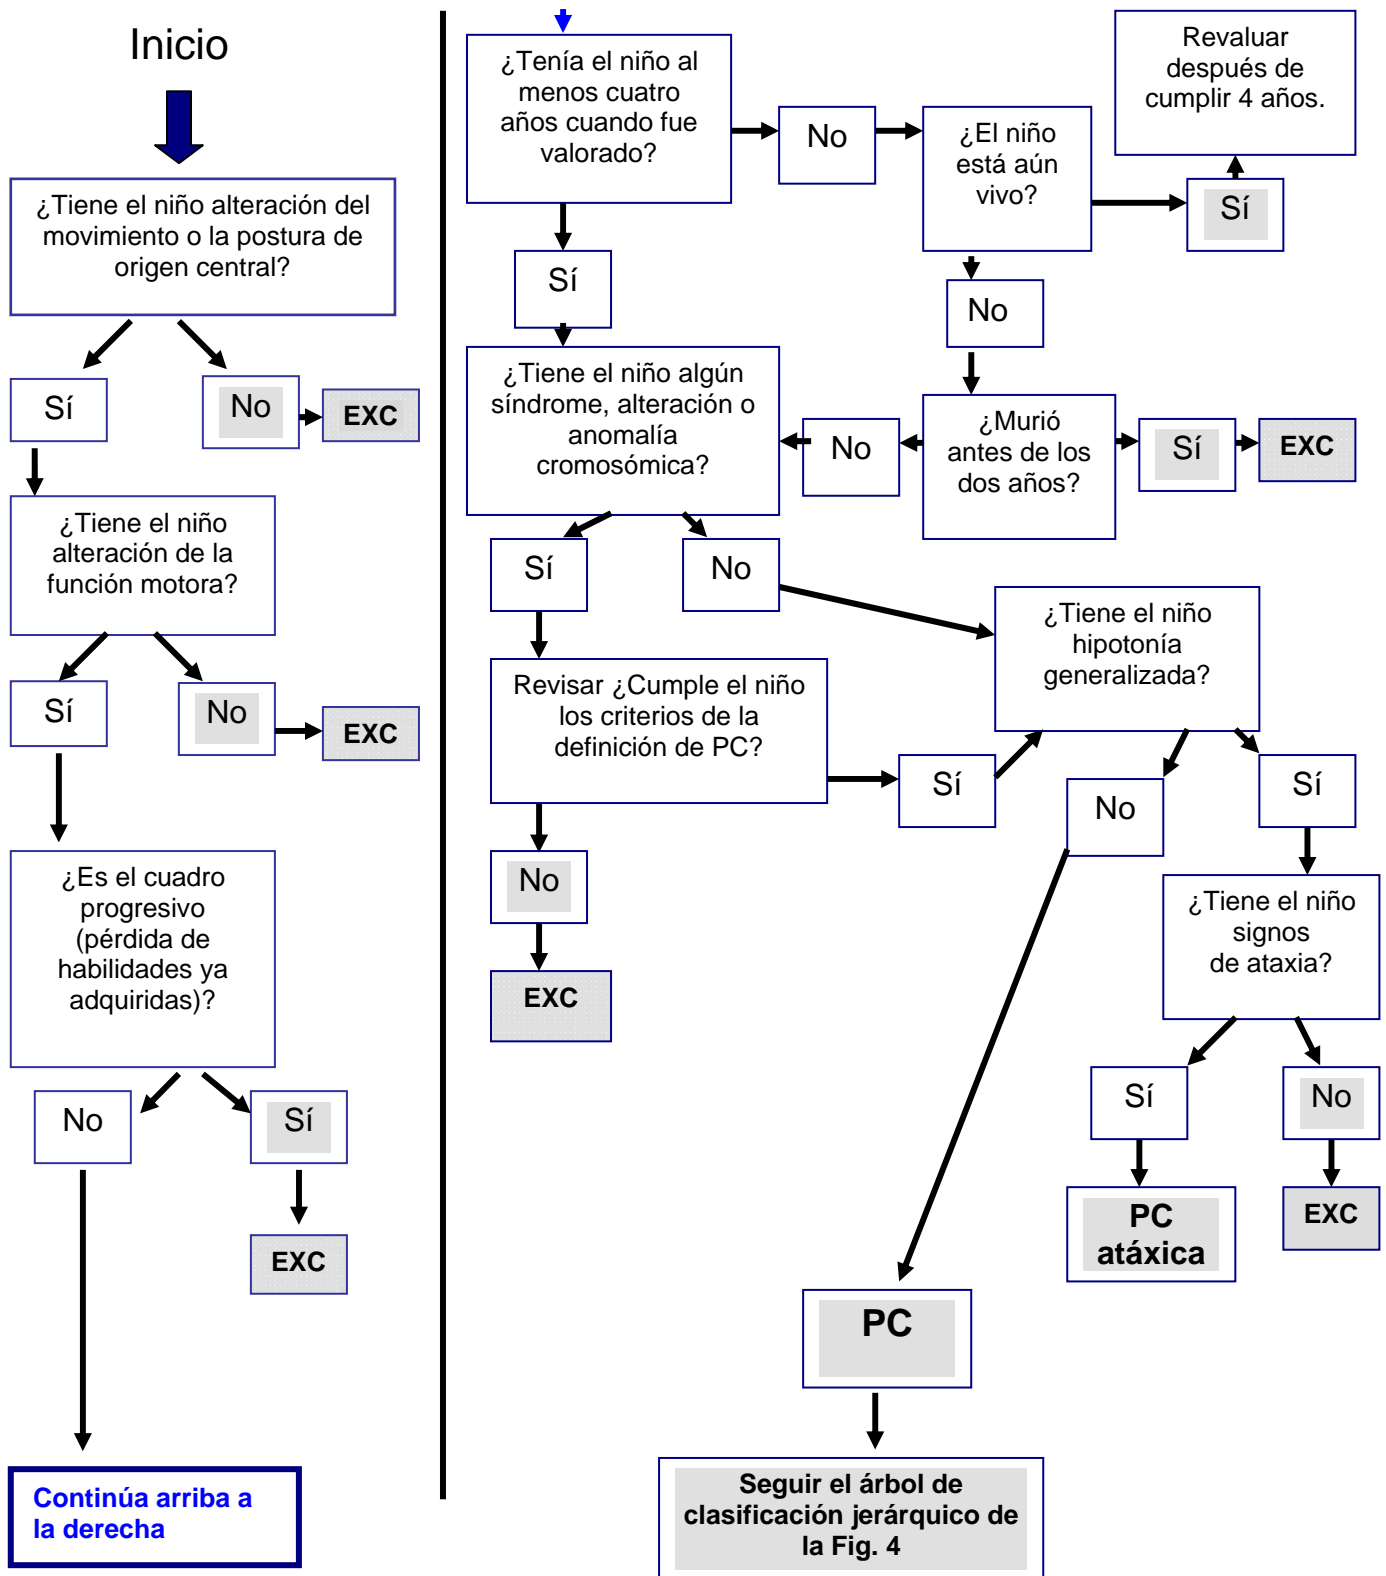 Inicio
¿Tiene el niño alteración del
movimiento o la postura de
origen central?
Sí
No
EXC
¿Tiene el niño
alteración de la
función motora?
Sí
No
EXC
¿Es el cuadro
progresivo
(pérdida de
habilidades ya
adquiridas)?
No
Sí
EXC
Continúa arriba a
la derecha
¿Tenía el niño al
menos cuatro
años cuando fue
valorado?
No
¿El niño
está aún
vivo?
Sí
Revaluar
después de
cumplir 4 años.
Sí
No
¿Murió
antes de los
dos años?
Sí
EXC
No
¿Tiene el niño algún
síndrome, alteración o
anomalía
cromosómica?
Sí
No
Revisar ¿Cumple el niño
los criterios de la
definición de PC?
Sí
No
EXC
¿Tiene el niño
hipotonía
generalizada?
No
Sí
¿Tiene el niño
signos
de ataxia?
Sí
No
PC
atáxica
EXC
PC
Seguir el árbol de
clasificación jerárquico de
la Fig. 4